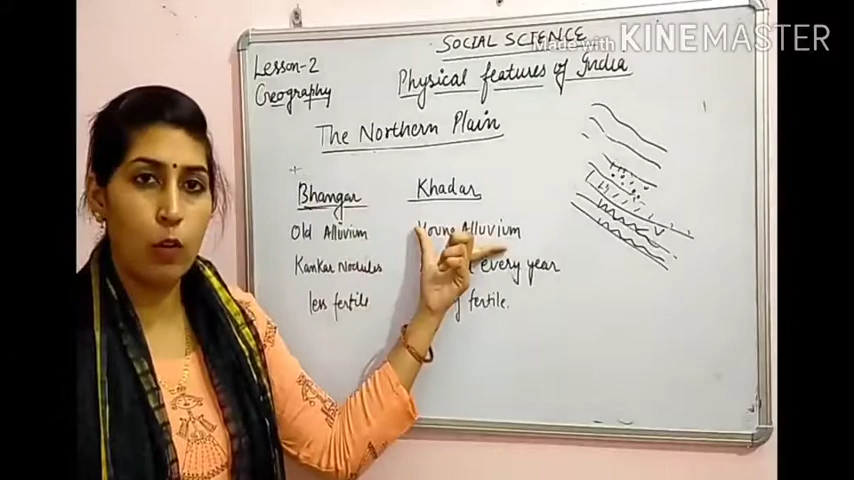 SOCIAL SCIENCE
Made with KINEMASTER
Lesson-2
Geography
Physical features of India
The Northern Plain
Bhangar Khadar
Old Alluvium Young Alluvium
Kankar Nodules every year
less fertile fertile.